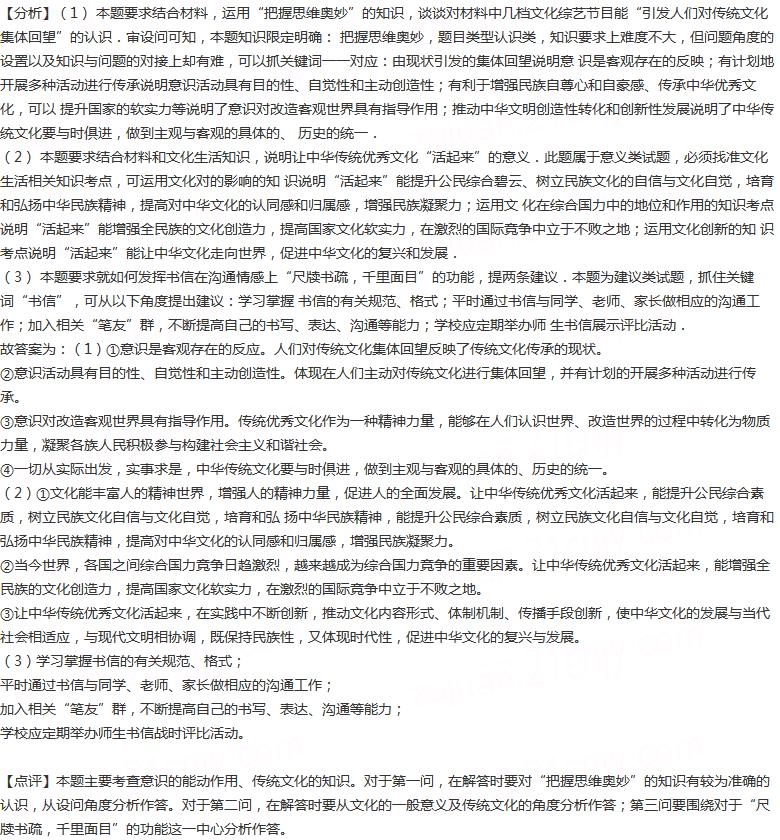 【分析】（1） 本题要求结合材料，运用“把握思维奥妙”的知识，谈谈对材料中几档文化综艺节目能“引发人们对传统文化
集体回望”的认识．审设问可知，本题知识限定明确： 把握思维奥妙，题目类型认识类，知识要求上难度不大，但问题角度的
设置以及知识与问题的对接上却有难，可以抓关键词——对应：由现状引发的集体回望说明意 识是客观存在的反映；有计划地
开展多种活动进行传承说明意识活动具有目的性、自觉性和主动创造性；有利于增强民族自尊心和自豪感、传承中华优秀文
化，可以 提升国家的软实力等说明了意识对改造客观世界具有指导作用；推动中华文明创造性转化和创新性发展说明了中华传
统文化要与时俱进，做到主观与客观的具体的、 历史的统一．
（2） 本题要求结合材料和文化生活知识，说明让中华传统优秀文化“活起来”的意义．此题属于意义类试题，必须找准文化
生活相关知识考点，可运用文化对的影响的知 识说明“活起来”能提升公民综合碧云、树立民族文化的自信与文化自觉，培育
和弘扬中华民族精神，提高对中华文化的认同感和归属感，增强民族凝聚力；运用文 化在综合国力中的地位和作用的知识考点
说明“活起来”能增强全民族的文化创造力，提高国家文化软实力，在激烈的国际竞争中立于不败之地；运用文化创新的知 识
考点说明“活起来”能让中华文化走向世界，促进中华文化的复兴和发展．
（3） 本题要求就如何发挥书信在沟通情感上“尺牍书疏，千里面目”的功能，提两条建议．本题为建议类试题，抓住关键
词“书信”，可从以下角度提出建议：学习掌握 书信的有关规范、格式；平时通过书信与同学、老师、家长做相应的沟通工
作；加入相关“笔友”群，不断提高自己的书写、表达、沟通等能力；学校应定期举办师 生书信展示评比活动．
故答案为：（1）①意识是客观存在的反应。人们对传统文化集体回望反映了传统文化传承的现状。
②意识活动具有目的性、自觉性和主动创造性。体现在人们主动对传统文化进行集体回望，并有计划的开展多种活动进行传
承。
③意识对改造客观世界具有指导作用。传统优秀文化作为一种精神力量，能够在人们认识世界、改造世界的过程中转化为物质
力量，凝聚各族人民积极参与构建社会主义和谐社会。
④一切从实际出发，实事求是，中华传统文化要与时俱进，做到主观与客观的具体的、历史的统一。
（2）①文化能丰富人的精神世界，增强人的精神力量，促进人的全面发展。让中华传统优秀文化活起来，能提升公民综合素
质，树立民族文化自信与文化自觉，培育和弘 扬中华民族精神，能提升公民综合素质，树立民族文化自信与文化自觉，培育和
弘扬中华民族精神，提高对中华文化的认同感和归属感，增强民族凝聚力。
②当今世界，各国之间综合国力竞争日趋激烈，越来越成为综合国力竞争的重要因素。让中华传统优秀文化活起来，能增强全
民族的文化创造力，提高国家文化软实力，在激烈的国际竞争中立于不败之地。
③让中华传统优秀文化活起来，在实践中不断创新，推动文化内容形式、体制机制、传播手段创新，使中华文化的发展与当代
社会相适应，与现代文明相协调，既保持民族性，又体现时代性，促进中华文化的复兴与发展。
（3）学习掌握书信的有关规范、格式；
平时通过书信与同学、老师、家长做相应的沟通工作；
加入相关“笔友”群，不断提高自己的书写、表达、沟通等能力；
学校应定期举办师生书信战时评比活动。
【点评】本题主要考查意识的能动作用、传统文化的知识。对于第一问，在解答时要对“把握思维奥妙”的知识有较为准确的
认识，从设问角度分析作答。对于第二问，在解答时要从文化的一般意义及传统文化的角度分析作答；第三问要围绕对于“尺
牍书疏，千里面目”的功能这一中心分析作答。